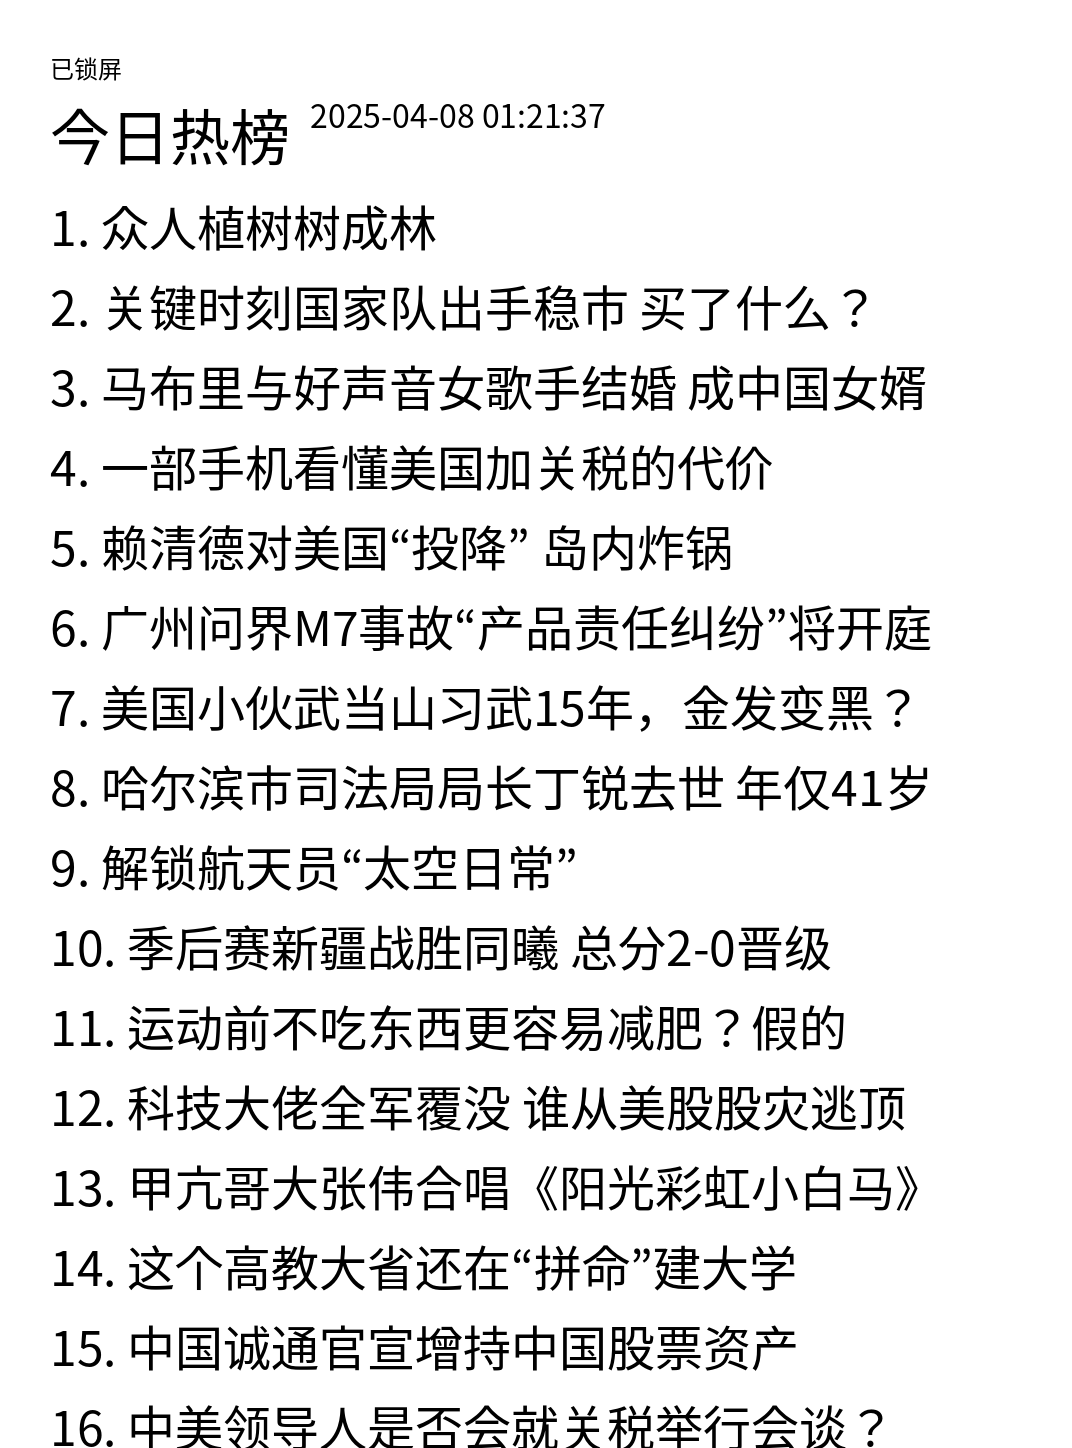 已锁屏
今日热榜 2025-04-08 01:21:37
1. 众人植树树成林
2. 关键时刻国家队出手稳市 买了什么？
3. 马布里与好声音女歌手结婚 成中国女婿
4. 一部手机看懂美国加关税的代价
5. 赖清德对美国“投降” 岛内炸锅
6. 广州问界M7事故“产品责任纠纷”将开庭
7. 美国小伙武当山习武15年，金发变黑？
8. 哈尔滨市司法局局长丁锐去世 年仅41岁
9. 解锁航天员“太空日常”
10. 季后赛新疆战胜同曦 总分2-0晋级
11. 运动前不吃东西更容易减肥？假的
12. 科技大佬全军覆没 谁从美股股灾逃顶
13. 甲亢哥大张伟合唱《阳光彩虹小白马》
14. 这个高教大省还在“拼命”建大学
15. 中国诚通官宣增持中国股票资产
16. 中美领导人是否会就关税举行会谈？